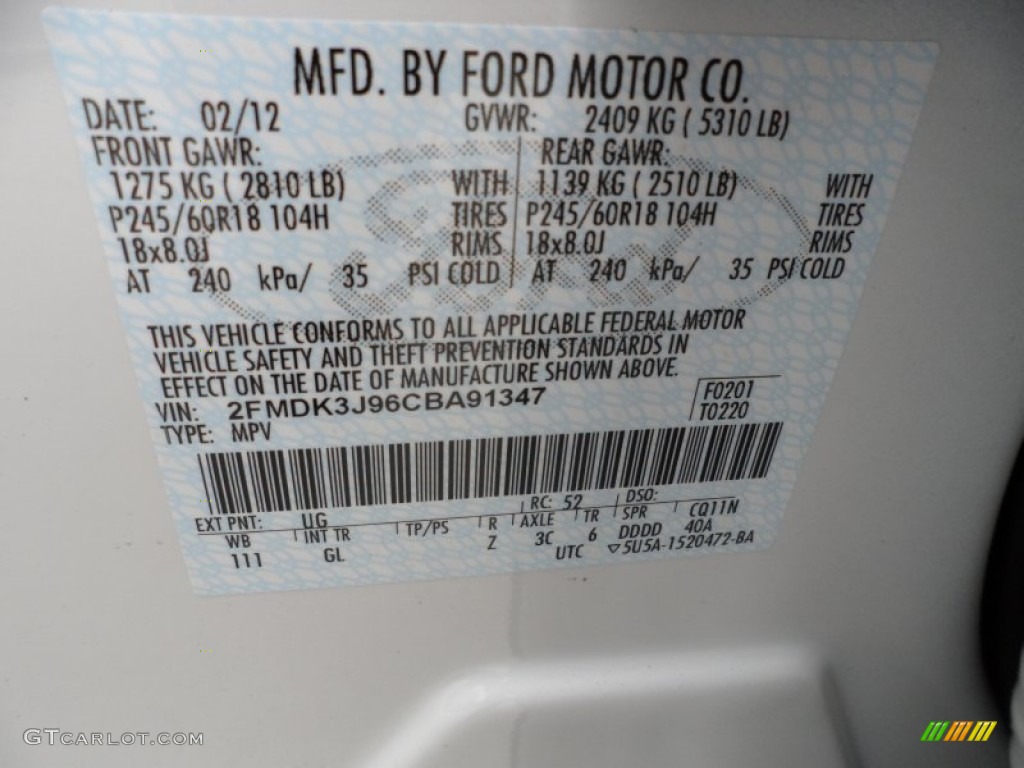 MFD. BY FORD MOTOR CO.
DATE: 02/12 GVWR: 2409 KG ( 5310 LB)
FRONT GAWR: REAR GAWR:
1275 KG ( 2810 LB) WITH 1139 KG ( 2510 LB) WITH
P245/60R18 104H TIRES P245/60R18 104H TIRES
18x8.0J RIMS 18x8.0J RIMS
AT 240 kPa/ 35 PSI COLD AT 240 kPa/ 35 PSI COLD
THIS VEHICLE CONFORMS TO ALL APPLICABLE FEDERAL MOTOR
VEHICLE SAFETY AND THEFT PREVENTION STANDARDS IN
EFFECT ON THE DATE OF MANUFACTURE SHOWN ABOVE.
VIN: 2FMDK3J96CBA91347 F0201
TYPE: MPV T0220
EXT PNT: UG RC: 52 DSO:
WB INT TR TP/PS R AXLE TR SPR CQ11N
111 GL Z 3C 6 DDDD 40A
UTC ▽5U5A-1520472-BA
GTCARLOT.COM